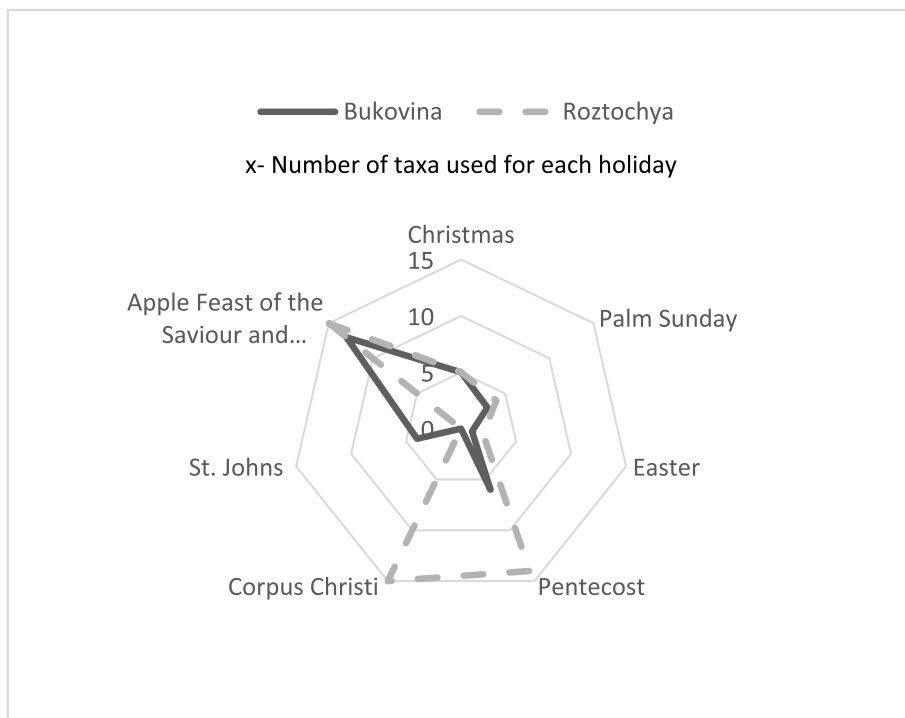 Bukovina Roztochya
x- Number of taxa used for each holiday
Christmas
15
Apple Feast of the
Saviour and...
10
Palm Sunday
5
0
St. Johns
Easter
Corpus Christi
Pentecost